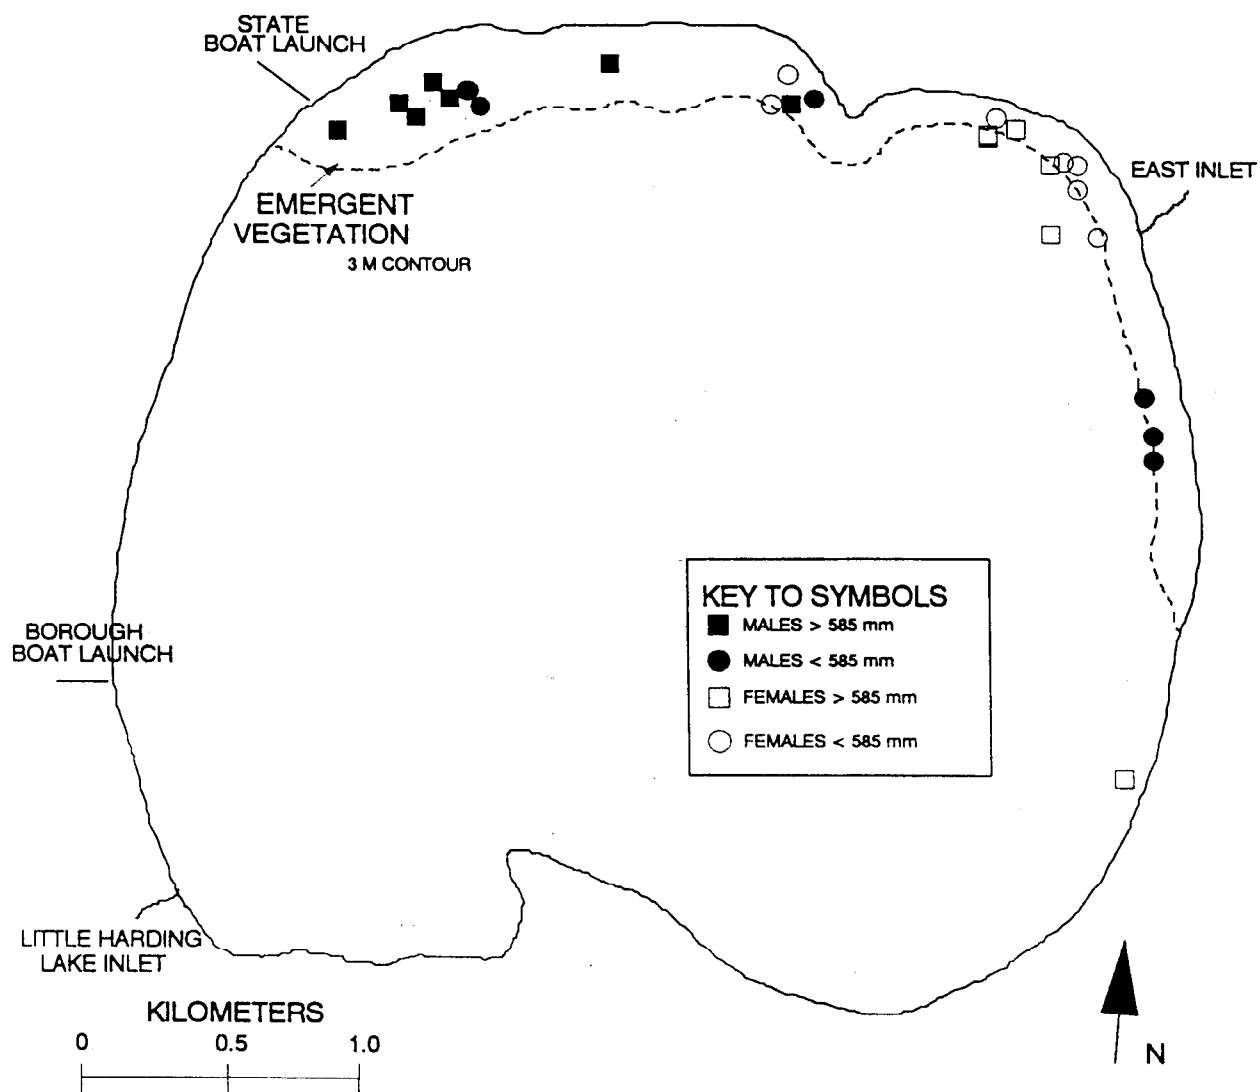 STATE
BOAT LAUNCH
EAST INLET
EMERGENT
VEGETATION
3 M CONTOUR
KEY TO SYMBOLS
MALES > 585 mm
MALES < 585 mm
FEMALES > 585 mm
FEMALES < 585 mm
BOROUGH
BOAT LAUNCH
LITTLE HARDING
LAKE INLET
KILOMETERS
0 0.5 1.0
N